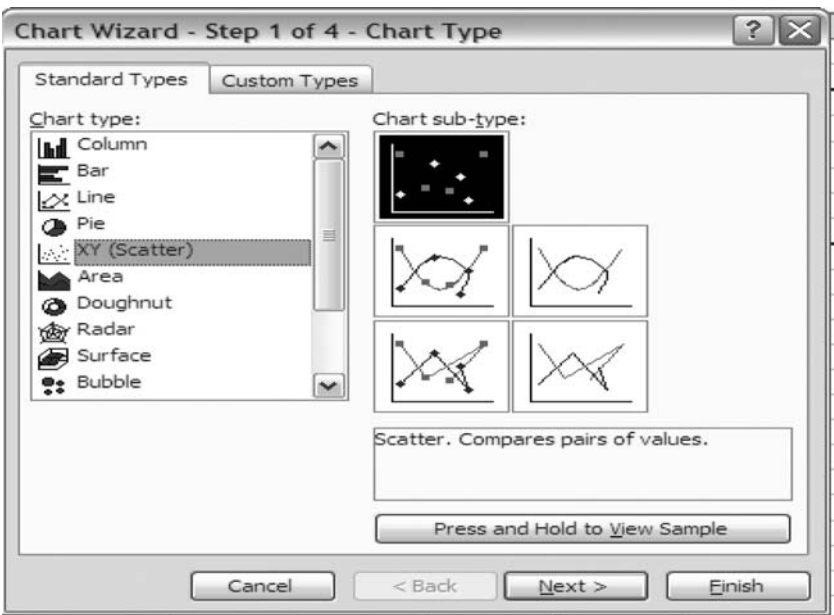 Chart Wizard - Step 1 of 4 - Chart Type
?
Standard Types
Custom Types
Chart type:
Column
Bar
Line
Pie
XY (Scatter)
Area
Doughnut
Radar
Surface
Bubble
Chart sub-type:
Scatter. Compares pairs of values.
Press and Hold to View Sample
Cancel
< Back
Next >
Finish